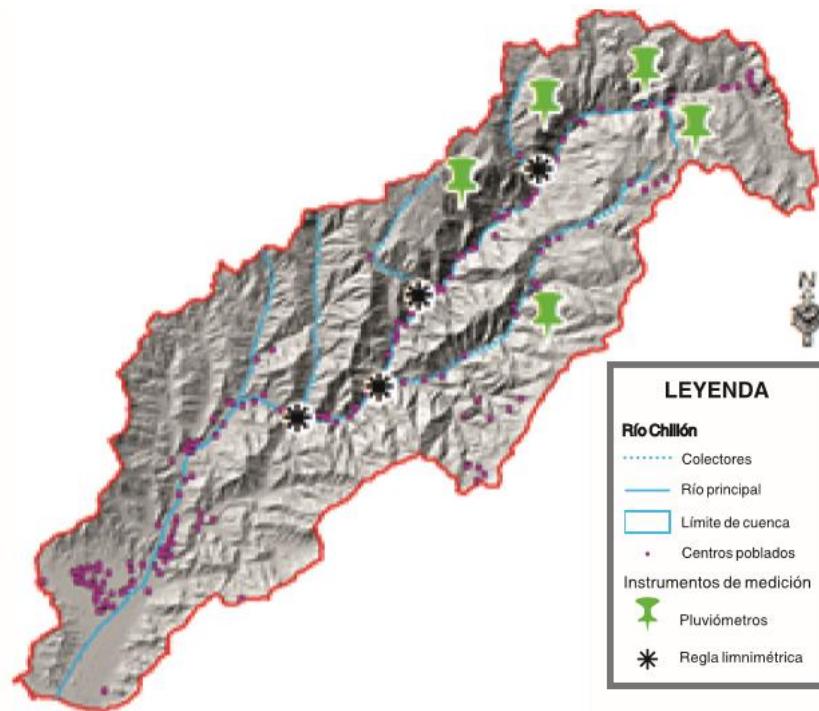 N
LEYENDA
Río Chillón
Colectores
Río principal
Límite de cuenca
Centros poblados
Instrumentos de medición
Pluviómetros
Regla limnimétrica